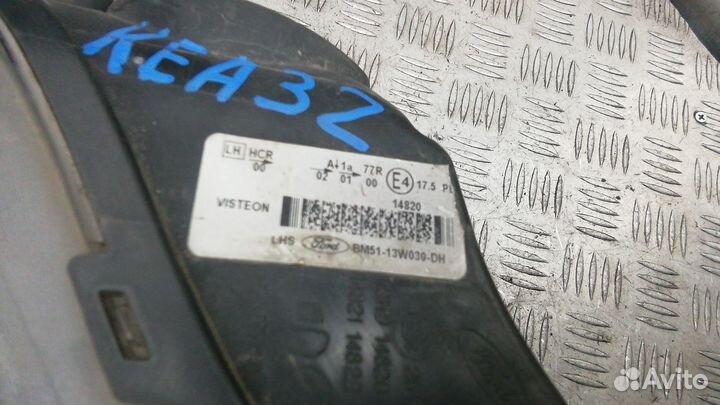 KEA32
LH HCR A↓1a 77R
00 02 01 00 E4 17.5 PL
14820
VISTEON
LHS Ford BM51-13W030-DH
Avito